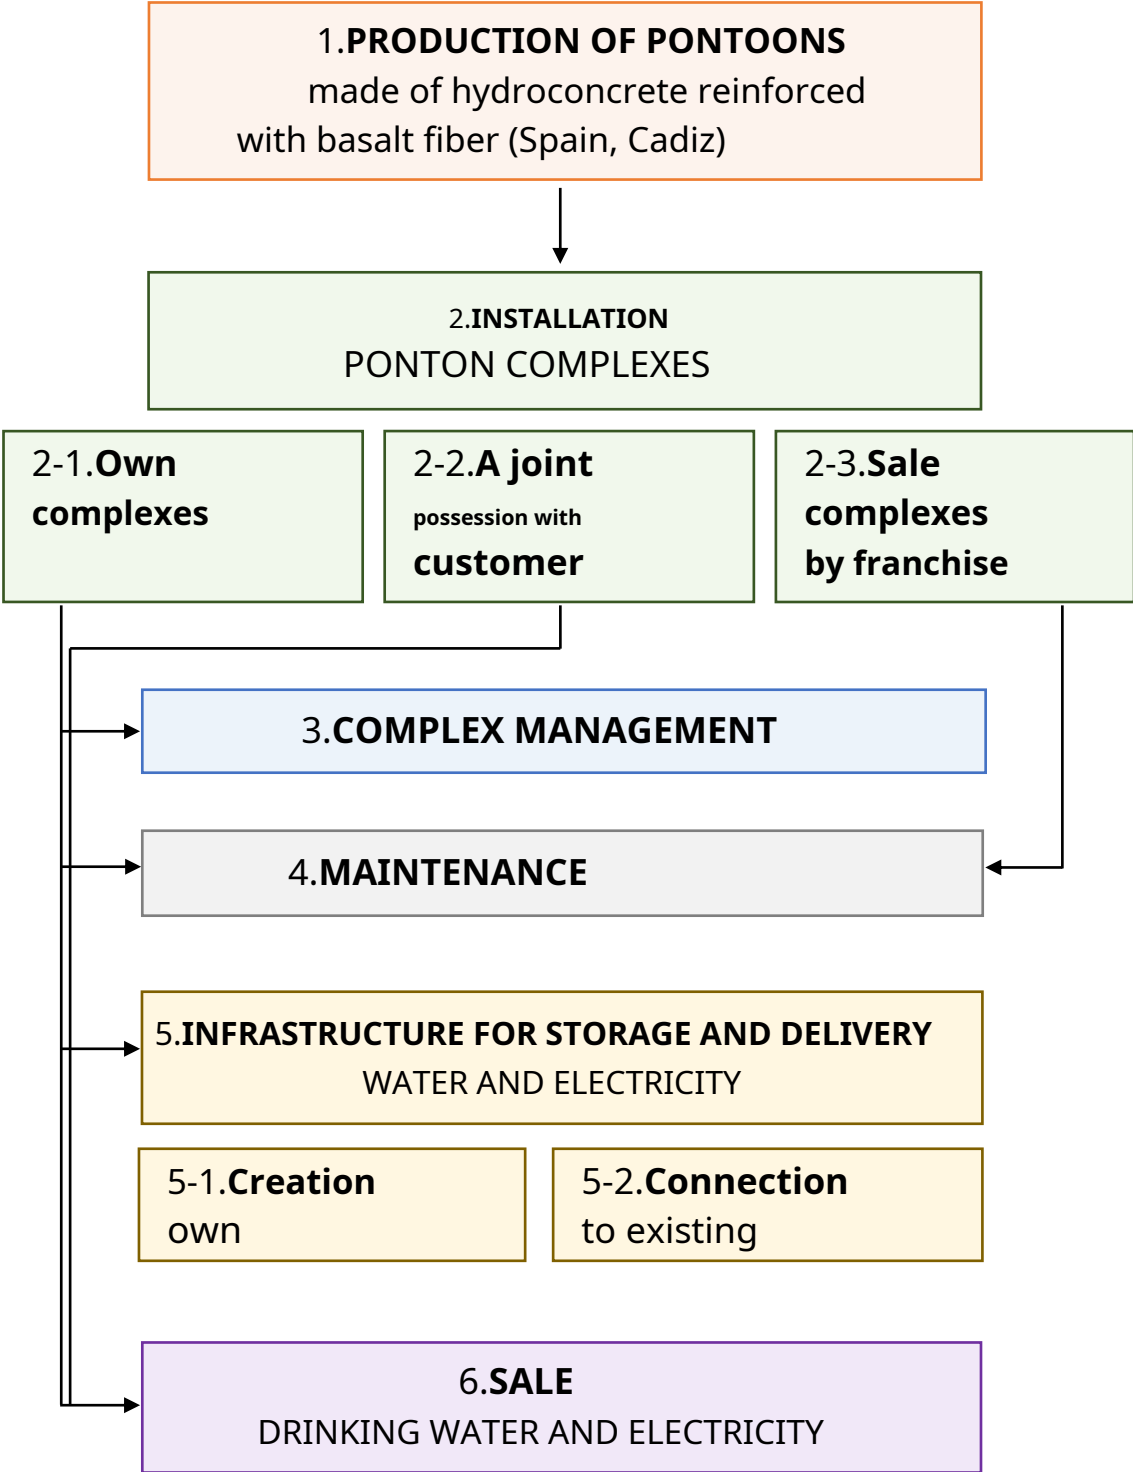 1.PRODUCTION OF PONTOONS
made of hydroconcrete reinforced
with basalt fiber (Spain, Cadiz)
2.INSTALLATION
PONTON COMPLEXES
2-1.Own
complexes
2-2.A joint
possession with
customer
2-3.Sale
complexes
by franchise
3.COMPLEX MANAGEMENT
4.MAINTENANCE
5.INFRASTRUCTURE FOR STORAGE AND DELIVERY
WATER AND ELECTRICITY
5-1.Creation
own
5-2.Connection
to existing
6.SALE
DRINKING WATER AND ELECTRICITY